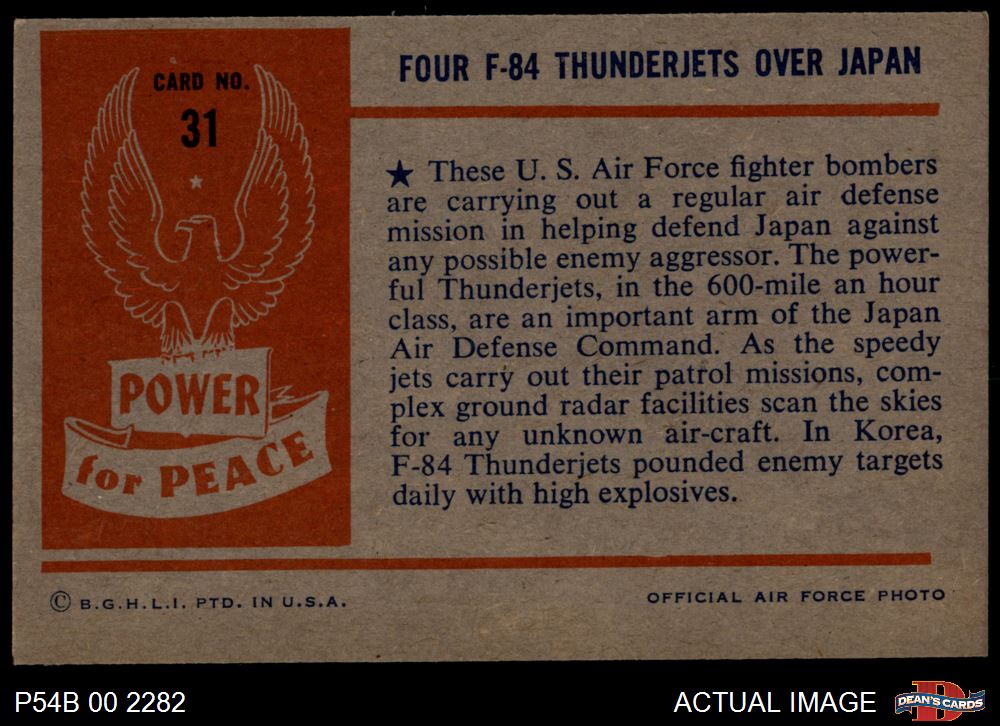 CARD NO.
31
POWER
for PEACE
FOUR F-84 THUNDERJETS OVER JAPAN
★ These U. S. Air Force fighter bombers
are carrying out a regular air defense
mission in helping defend Japan against
any possible enemy aggressor. The power-
ful Thunderjets, in the 600-mile an hour
class, are an important arm of the Japan
Air Defense Command. As the speedy
jets carry out their patrol missions, com-
plex ground radar facilities scan the skies
for any unknown air-craft. In Korea,
F-84 Thunderjets pounded enemy targets
daily with high explosives.
© B.G.H.L.I. PTD. IN U.S.A.
OFFICIAL AIR FORCE PHOTO
P54B 00 2282
ACTUAL IMAGE
D
DEAN'S CARDS